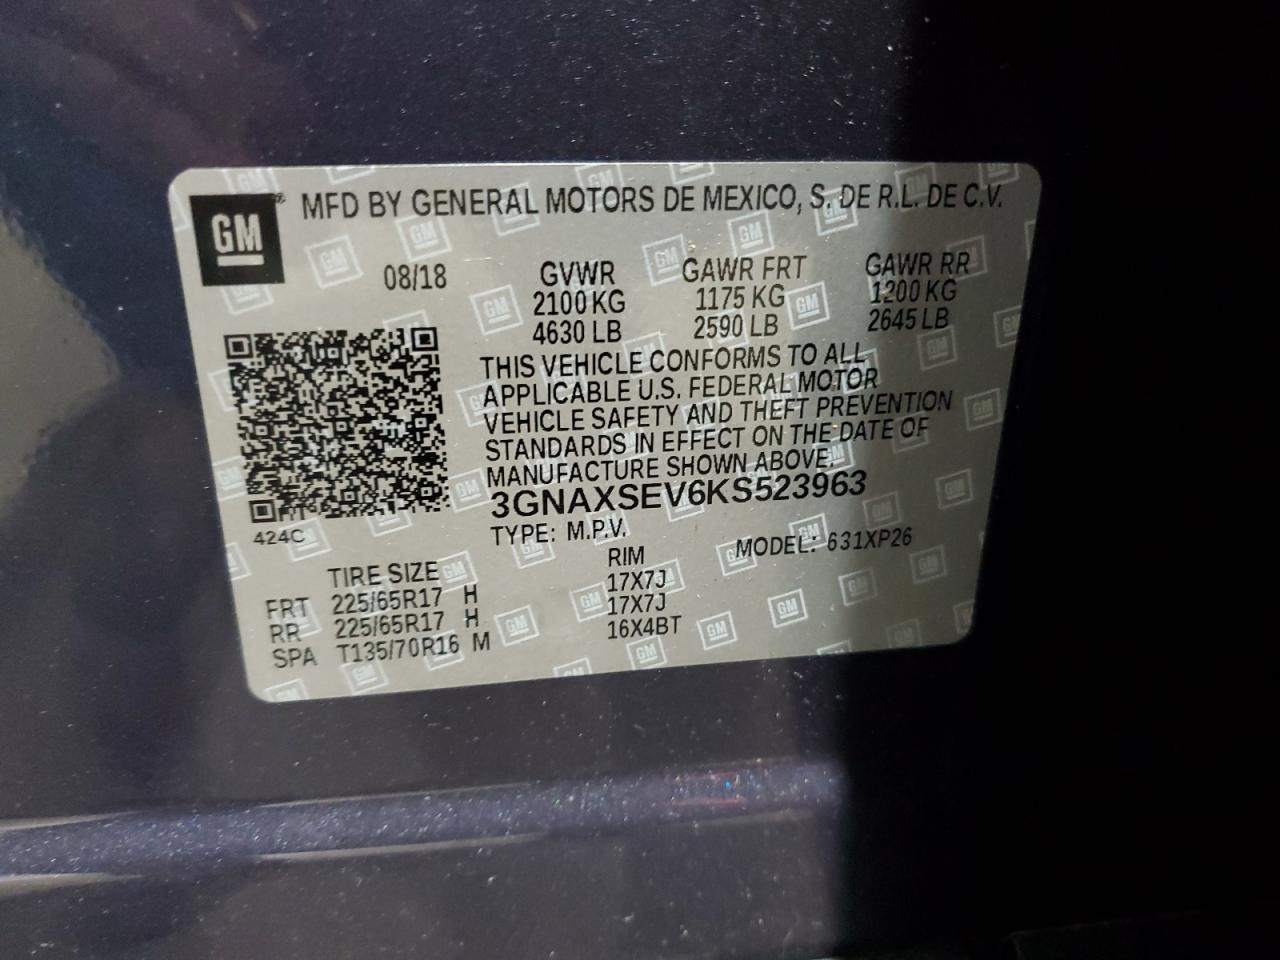 GM® MFD BY GENERAL MOTORS DE MEXICO, S. DE R.L. DE C.V.
08/18 GVWR GAWR FRT GAWR RR
2100 KG 1175 KG 1200 KG
4630 LB 2590 LB 2645 LB
THIS VEHICLE CONFORMS TO ALL
APPLICABLE U.S. FEDERAL MOTOR
VEHICLE SAFETY AND THEFT PREVENTION
STANDARDS IN EFFECT ON THE DATE OF
MANUFACTURE SHOWN ABOVE.
3GNAXSEV6KS523963
424C
TYPE: M.P.V. MODEL: 631XP26
TIRE SIZE RIM
FRT 225/65R17 H 17X7J
RR 225/65R17 H 17X7J
SPA T135/70R16 M 16X4BT